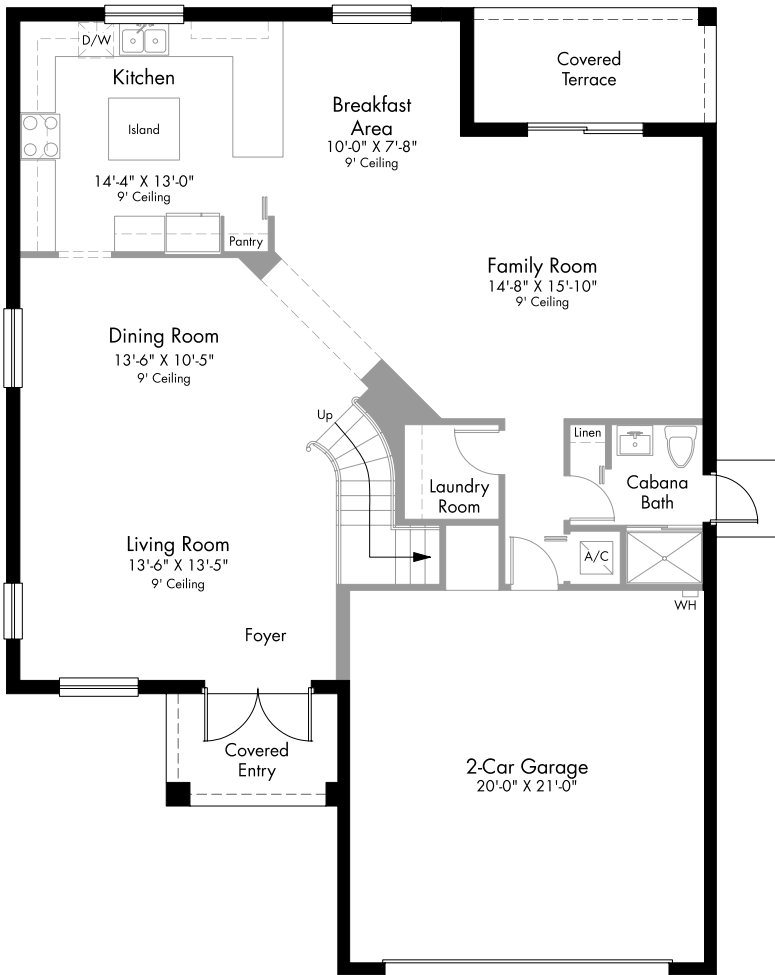 D/W
Kitchen
Island
14'-4" X 13'-0"
9' Ceiling
Pantry
Breakfast
Area
10'-0" X 7'-8"
9' Ceiling
Covered
Terrace
Family Room
14'-8" X 15'-10"
9' Ceiling
Dining Room
13'-6" X 10'-5"
9' Ceiling
Up
Laundry
Room
Linen
Cabana
Bath
Living Room
13'-6" X 13'-5"
9' Ceiling
A/C
WH
Foyer
Covered
Entry
2-Car Garage
20'-0" X 21'-0"